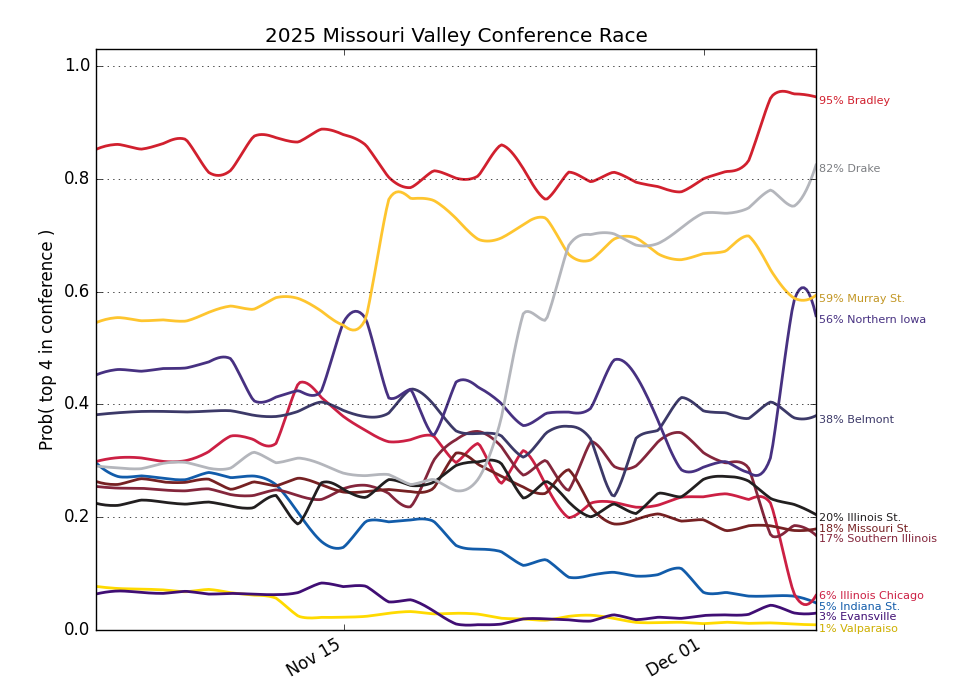 2025 Missouri Valley Conference Race
Prob( top 4 in conference )
1.0
0.8
0.6
0.4
0.2
0.0
Nov 15
Dec 01
95% Bradley
82% Drake
59% Murray St.
56% Northern Iowa
38% Belmont
20% Illinois St.
18% Missouri St.
17% Southern Illinois
6% Illinois Chicago
5% Indiana St.
3% Evansville
1% Valparaiso